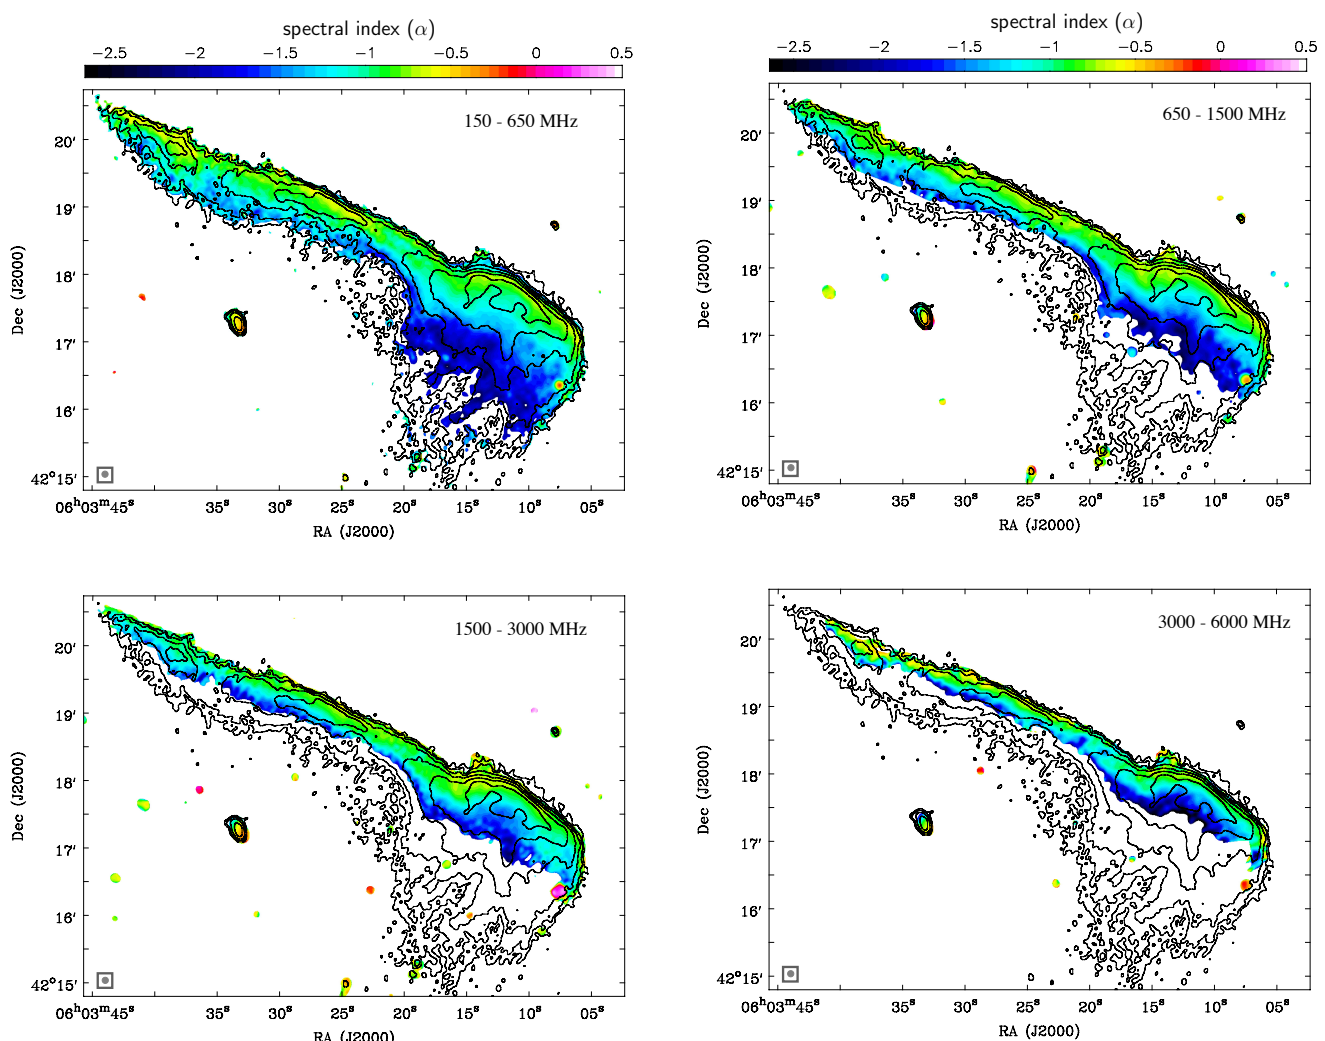 spectral index (α)
−2.5 −2 −1.5 −1 −0.5 0 0.5
150 - 650 MHz
20′
19′
18′
17′
16′
42°15′
Dec (J2000)
06ʰ03ᵐ45ˢ 35ˢ 30ˢ 25ˢ 20ˢ 15ˢ 10ˢ 05ˢ
RA (J2000)
spectral index (α)
−2.5 −2 −1.5 −1 −0.5 0 0.5
650 - 1500 MHz
20′
19′
18′
17′
16′
42°15′
Dec (J2000)
06ʰ03ᵐ45ˢ 35ˢ 30ˢ 25ˢ 20ˢ 15ˢ 10ˢ 05ˢ
RA (J2000)
1500 - 3000 MHz
20′
19′
18′
17′
16′
42°15′
Dec (J2000)
06ʰ03ᵐ45ˢ 35ˢ 30ˢ 25ˢ 20ˢ 15ˢ 10ˢ 05ˢ
RA (J2000)
3000 - 6000 MHz
20′
19′
18′
17′
16′
42°15′
Dec (J2000)
06ʰ03ᵐ45ˢ 35ˢ 30ˢ 25ˢ 20ˢ 15ˢ 10ˢ 05ˢ
RA (J2000)